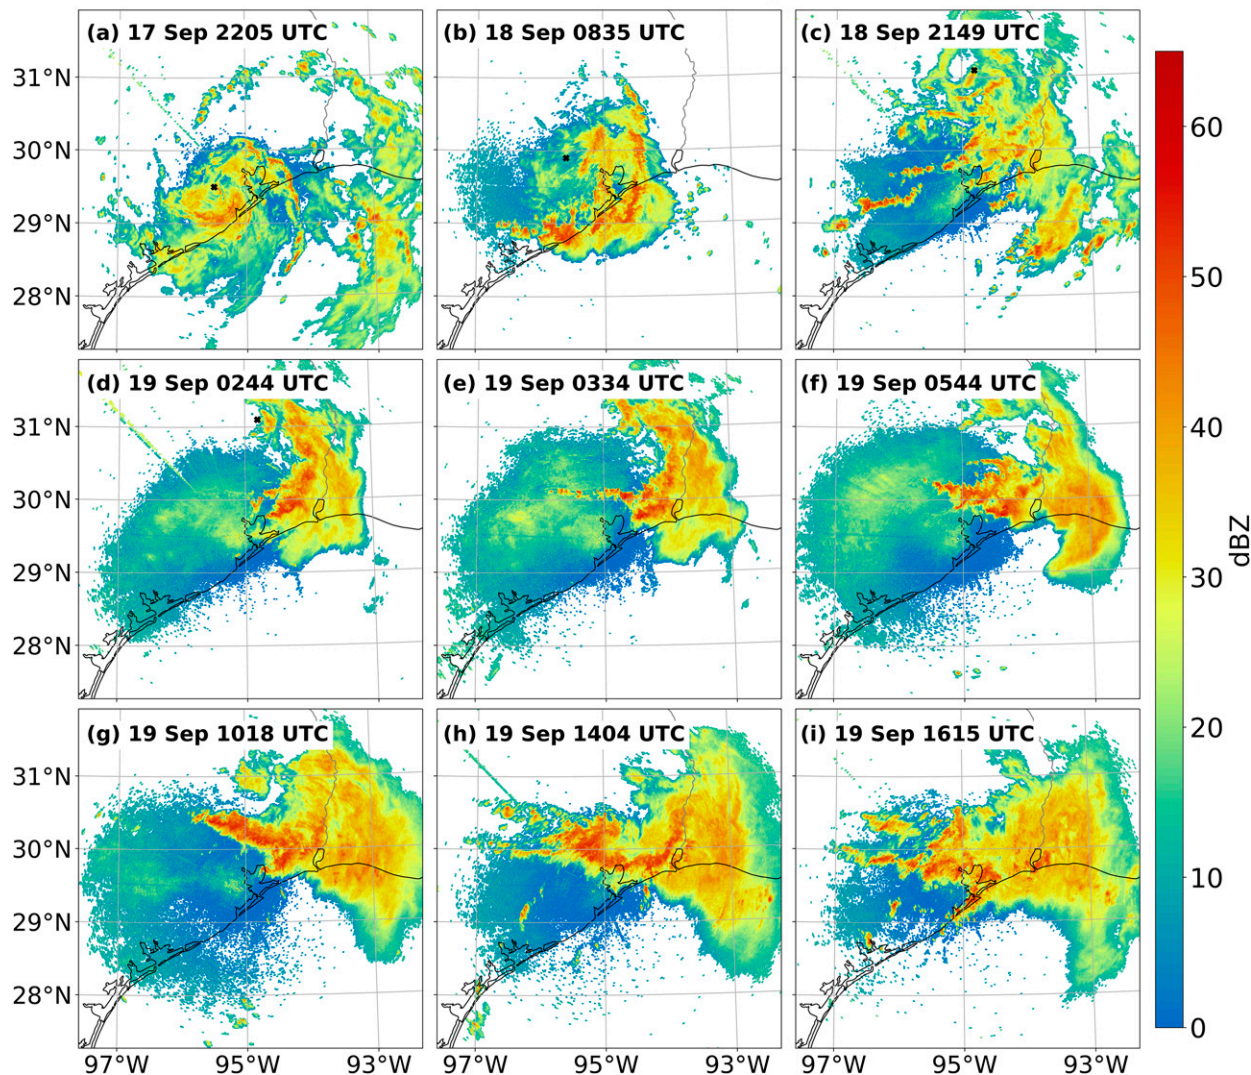 (a) 17 Sep 2205 UTC
(b) 18 Sep 0835 UTC
(c) 18 Sep 2149 UTC
31°N
30°N
29°N
28°N
(d) 19 Sep 0244 UTC
(e) 19 Sep 0334 UTC
(f) 19 Sep 0544 UTC
31°N
30°N
29°N
28°N
(g) 19 Sep 1018 UTC
(h) 19 Sep 1404 UTC
(i) 19 Sep 1615 UTC
31°N
30°N
29°N
28°N
97°W
95°W
93°W
97°W
95°W
93°W
97°W
95°W
93°W
60
50
40
30
20
10
0
dBZ